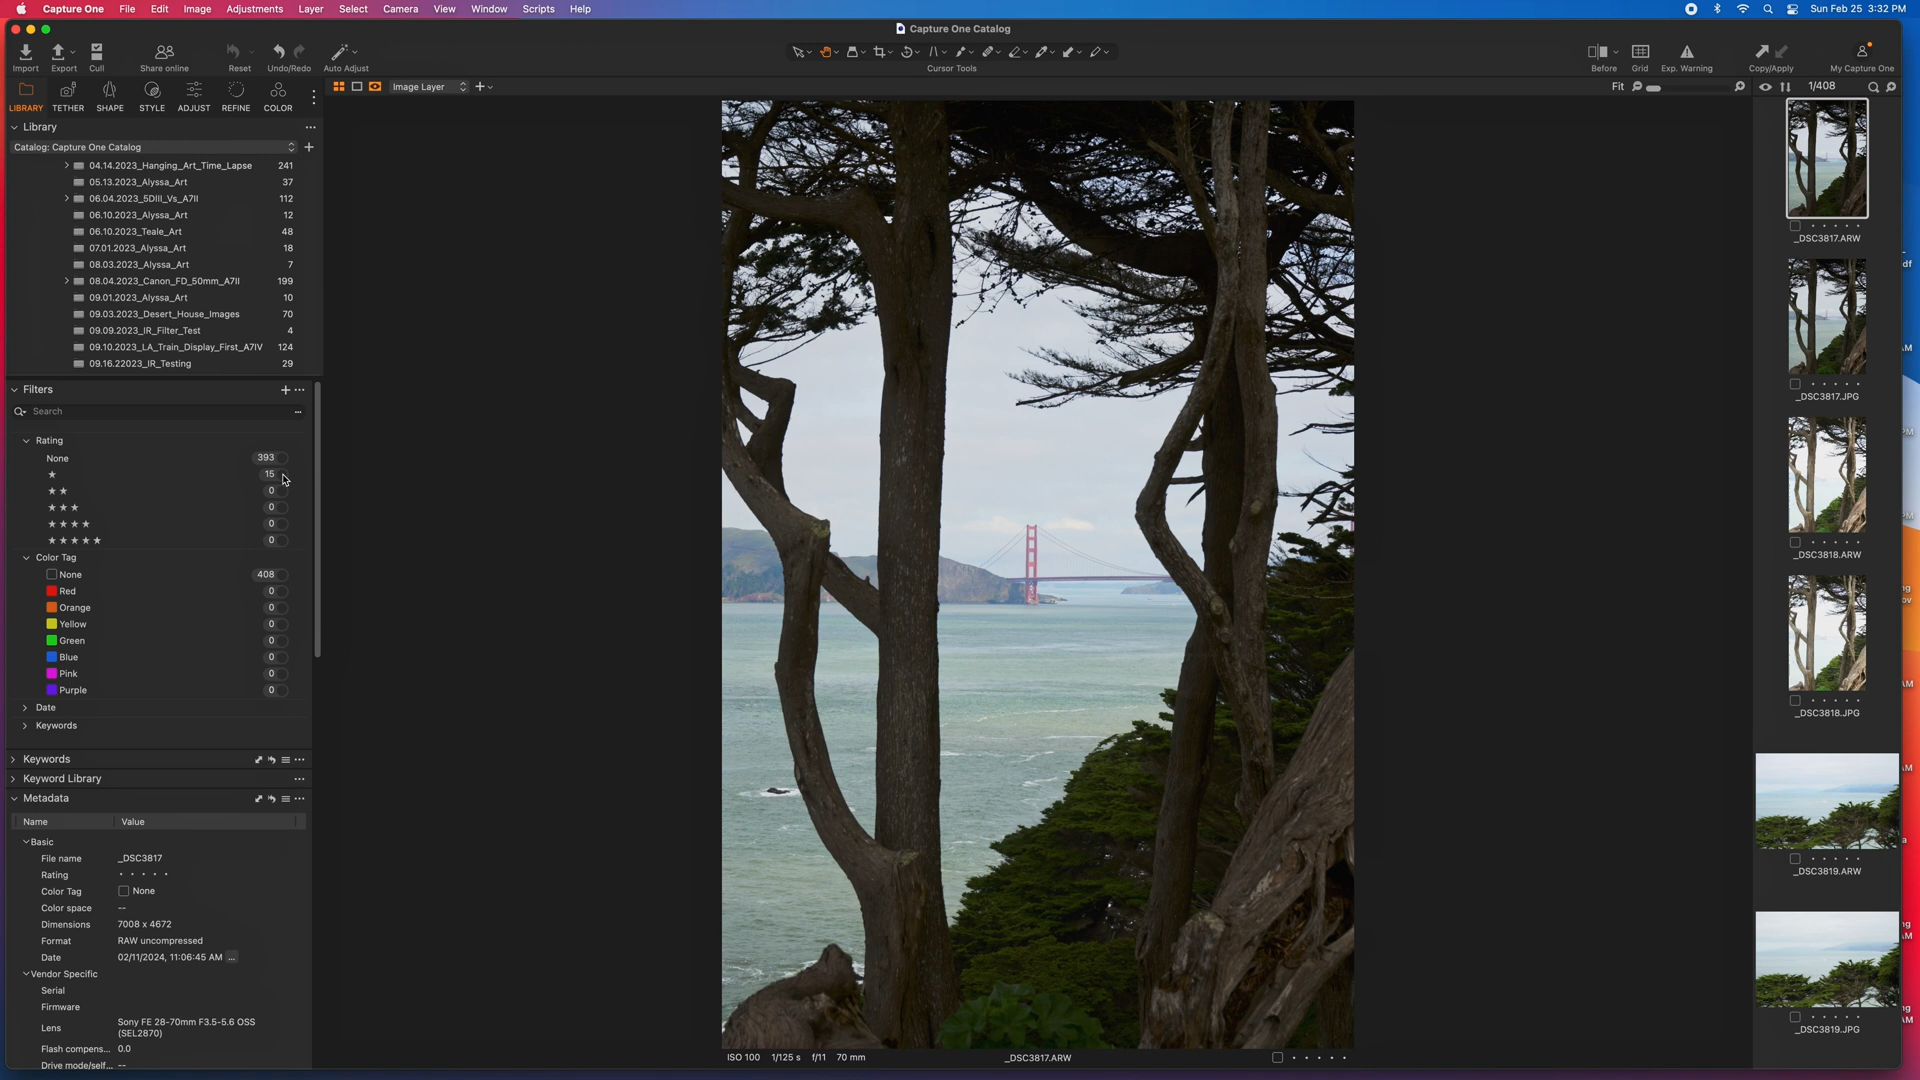 Capture One File Edit Image Adjustments Layer Select Camera View Window Scripts Help
Sun Feb 25 3:32 PM
Capture One Catalog
Import Export Cull Share online Reset Undo/Redo Auto Adjust
Cursor Tools
Before Grid Exp. Warning Copy/Apply My Capture One
LIBRARY TETHER SHAPE STYLE ADJUST REFINE COLOR
Image Layer
Fit
1/408
Library
Catalog: Capture One Catalog
04.14.2023_Hanging_Art_Time_Lapse 241
05.13.2023_Alyssa_Art 37
06.04.2023_5DIII_Vs_A7II 112
06.10.2023_Alyssa_Art 12
06.10.2023_Teale_Art 48
07.01.2023_Alyssa_Art 18
08.03.2023_Alyssa_Art 7
08.04.2023_Canon_FD_50mm_A7II 199
09.01.2023_Alyssa_Art 10
09.03.2023_Desert_House_Images 70
09.09.2023_IR_Filter_Test 4
09.10.2023_LA_Train_Display_First_A7IV 124
09.16.22023_IR_Testing 29
Filters
Search
Rating
None 393
★ 15
★★ 0
★★★ 0
★★★★ 0
★★★★★ 0
Color Tag
None 408
Red 0
Orange 0
Yellow 0
Green 0
Blue 0
Pink 0
Purple 0
Date
Keywords
Keywords
Keyword Library
Metadata
Name Value
Basic
File name _DSC3817
Rating
Color Tag None
Color space --
Dimensions 7008 x 4672
Format RAW uncompressed
Date 02/11/2024, 11:06:45 AM ...
Vendor Specific
Serial
Firmware
Lens Sony FE 28-70mm F3.5-5.6 OSS
(SEL2870)
Flash compens... 0.0
Drive mode/self... --
ISO 100 1/125 s f/11 70 mm
_DSC3817.ARW
_DSC3817.ARW
_DSC3817.JPG
_DSC3818.ARW
_DSC3818.JPG
_DSC3819.ARW
_DSC3819.JPG